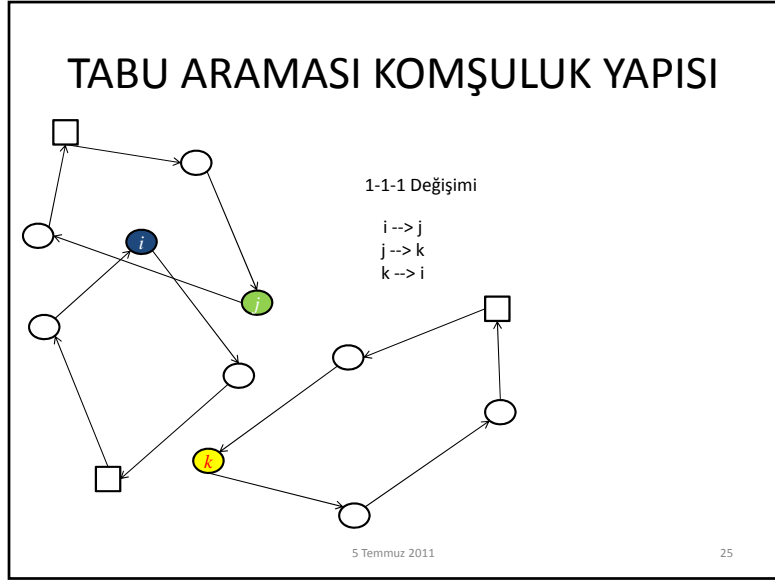 TABU ARAMASI KOMŞULUK YAPISI
1-1-1 Değişimi
i --> j
j --> k
k --> i
i
j
k
5 Temmuz 2011
25